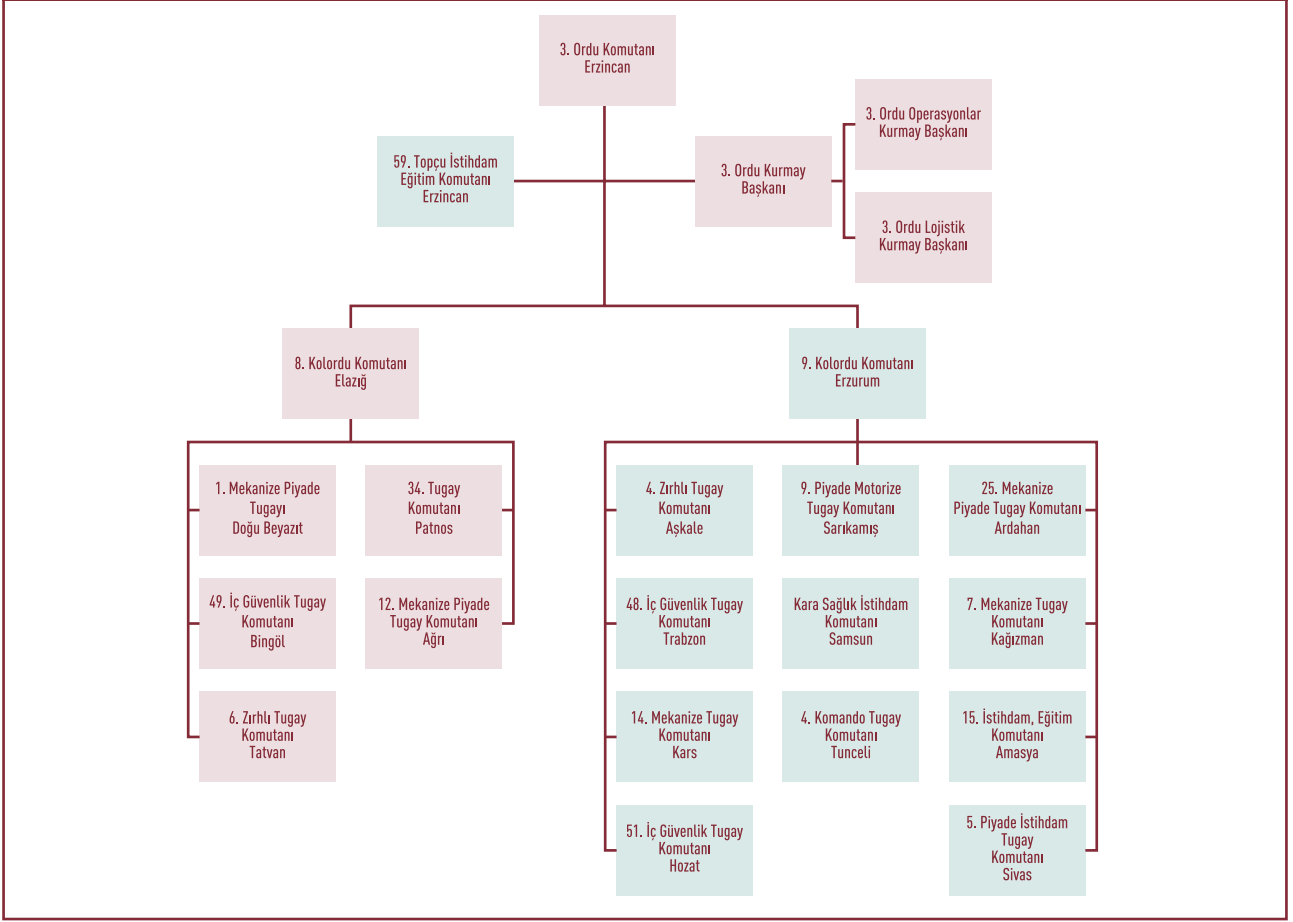 3. Ordu Komutanı
Erzincan
3. Ordu Operasyonlar
Kurmay Başkanı
59. Topçu İstihdam
Eğitim Komutanı
Erzincan
3. Ordu Kurmay
Başkanı
3. Ordu Lojistik
Kurmay Başkanı
8. Kolordu Komutanı
Elazığ
9. Kolordu Komutanı
Erzurum
1. Mekanize Piyade
Tugayı
Doğu Beyazıt
34. Tugay
Komutanı
Patnos
49. İç Güvenlik Tugay
Komutanı
Bingöl
12. Mekanize Piyade
Tugay Komutanı
Ağrı
6. Zırhlı Tugay
Komutanı
Tatvan
4. Zırhlı Tugay
Komutanı
Aşkale
9. Piyade Motorize
Tugay Komutanı
Sarıkamış
25. Mekanize
Piyade Tugay Komutanı
Ardahan
48. İç Güvenlik Tugay
Komutanı
Trabzon
Kara Sağlık İstihdam
Komutanı
Samsun
7. Mekanize Tugay
Komutanı
Kağızman
14. Mekanize Tugay
Komutanı
Kars
4. Komando Tugay
Komutanı
Tunceli
15. İstihdam, Eğitim
Komutanı
Amasya
51. İç Güvenlik Tugay
Komutanı
Hozat
5. Piyade İstihdam
Tugay
Komutanı
Sivas